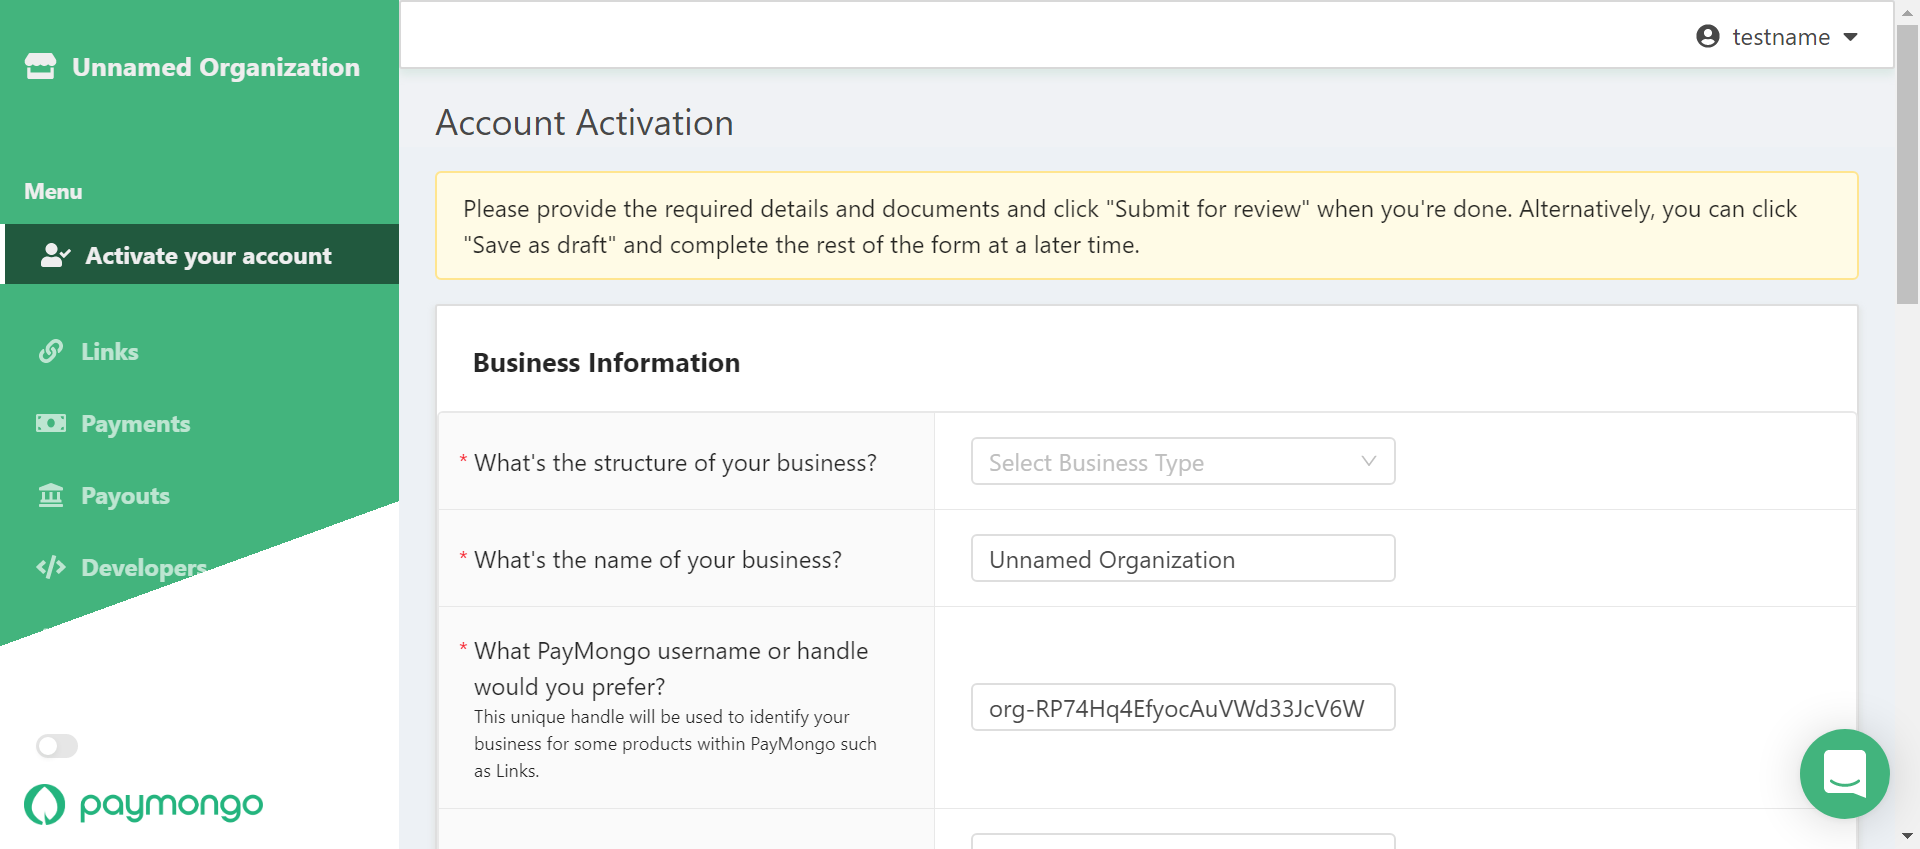 Unnamed Organization
testname
Menu
Activate your account
Links
Payments
Payouts
Developers
paymongo
Account Activation
Please provide the required details and documents and click "Submit for review" when you're done. Alternatively, you can click
"Save as draft" and complete the rest of the form at a later time.
Business Information
* What's the structure of your business?
Select Business Type
* What's the name of your business?
Unnamed Organization
* What PayMongo username or handle
would you prefer?
This unique handle will be used to identify your
business for some products within PayMongo such
as Links.
org-RP74Hq4EfyocAuVWd33JcV6W